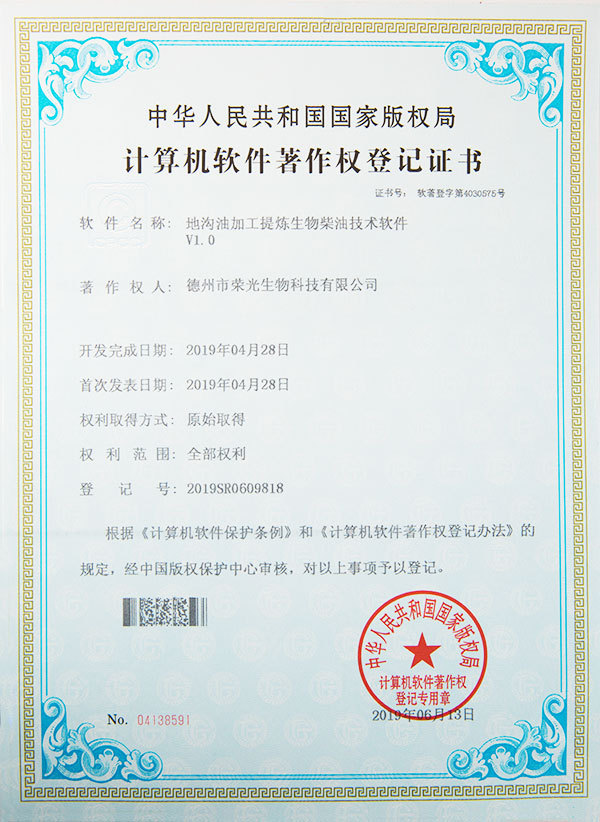 中华人民共和国国家版权局
计算机软件著作权登记证书
证书号： 软著登字第4030575号
软件名称： 地沟油加工提炼生物柴油技术软件
V1.0
著作权人： 德州市荣光生物科技有限公司
开发完成日期： 2019年04月28日
首次发表日期： 2019年04月28日
权利取得方式： 原始取得
权利范围： 全部权利
登记号： 2019SR0609818
根据《计算机软件保护条例》和《计算机软件著作权登记办法》的
规定，经中国版权保护中心审核，对以上事项予以登记。
中华人民共和国国家版权局
计算机软件著作权
登记专用章
No. 04138591
2019年06月13日